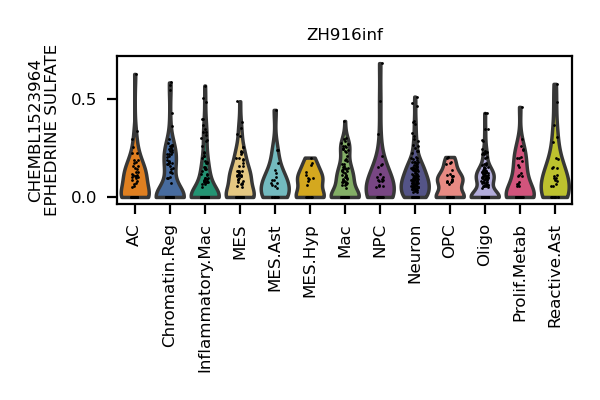 ZH916inf
CHEMBL1523964
EPHEDRINE SULFATE
0.5
0.0
AC
Chromatin.Reg
Inflammatory.Mac
MES
MES.Ast
MES.Hyp
Mac
NPC
Neuron
OPC
Oligo
Prolif.Metab
Reactive.Ast